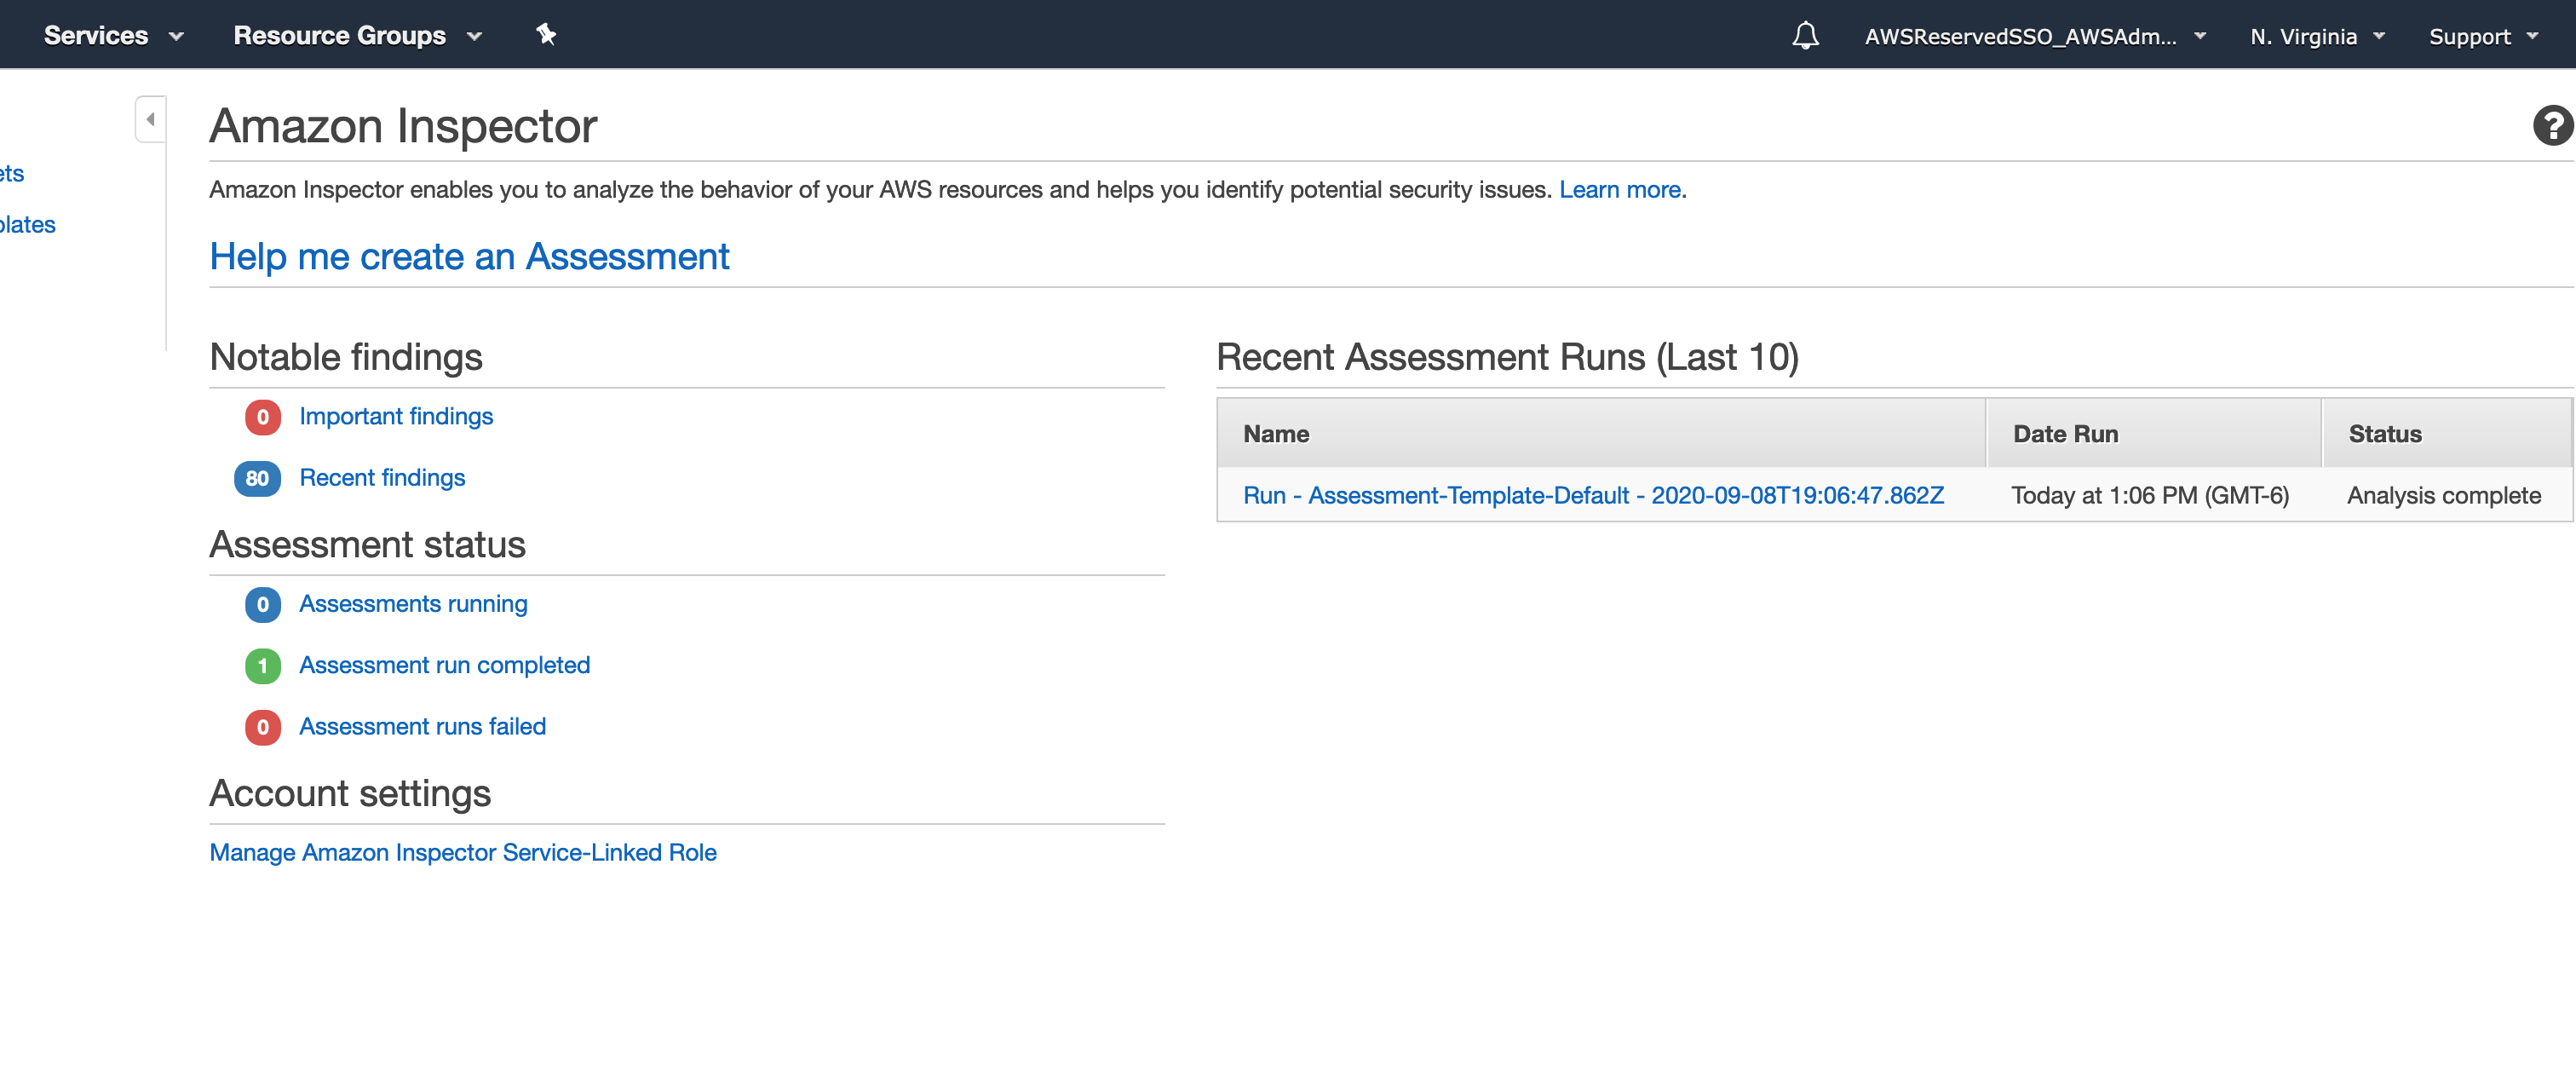 Services
Resource Groups
AWSReservedSSO_AWSAdm...
N. Virginia
Support
ets
plates
Amazon Inspector
?
Amazon Inspector enables you to analyze the behavior of your AWS resources and helps you identify potential security issues. Learn more.
Help me create an Assessment
Notable findings
0 Important findings
80 Recent findings
Assessment status
0 Assessments running
1 Assessment run completed
0 Assessment runs failed
Account settings
Manage Amazon Inspector Service-Linked Role
Recent Assessment Runs (Last 10)
Name Date Run Status
Run - Assessment-Template-Default - 2020-09-08T19:06:47.862Z Today at 1:06 PM (GMT-6) Analysis complete